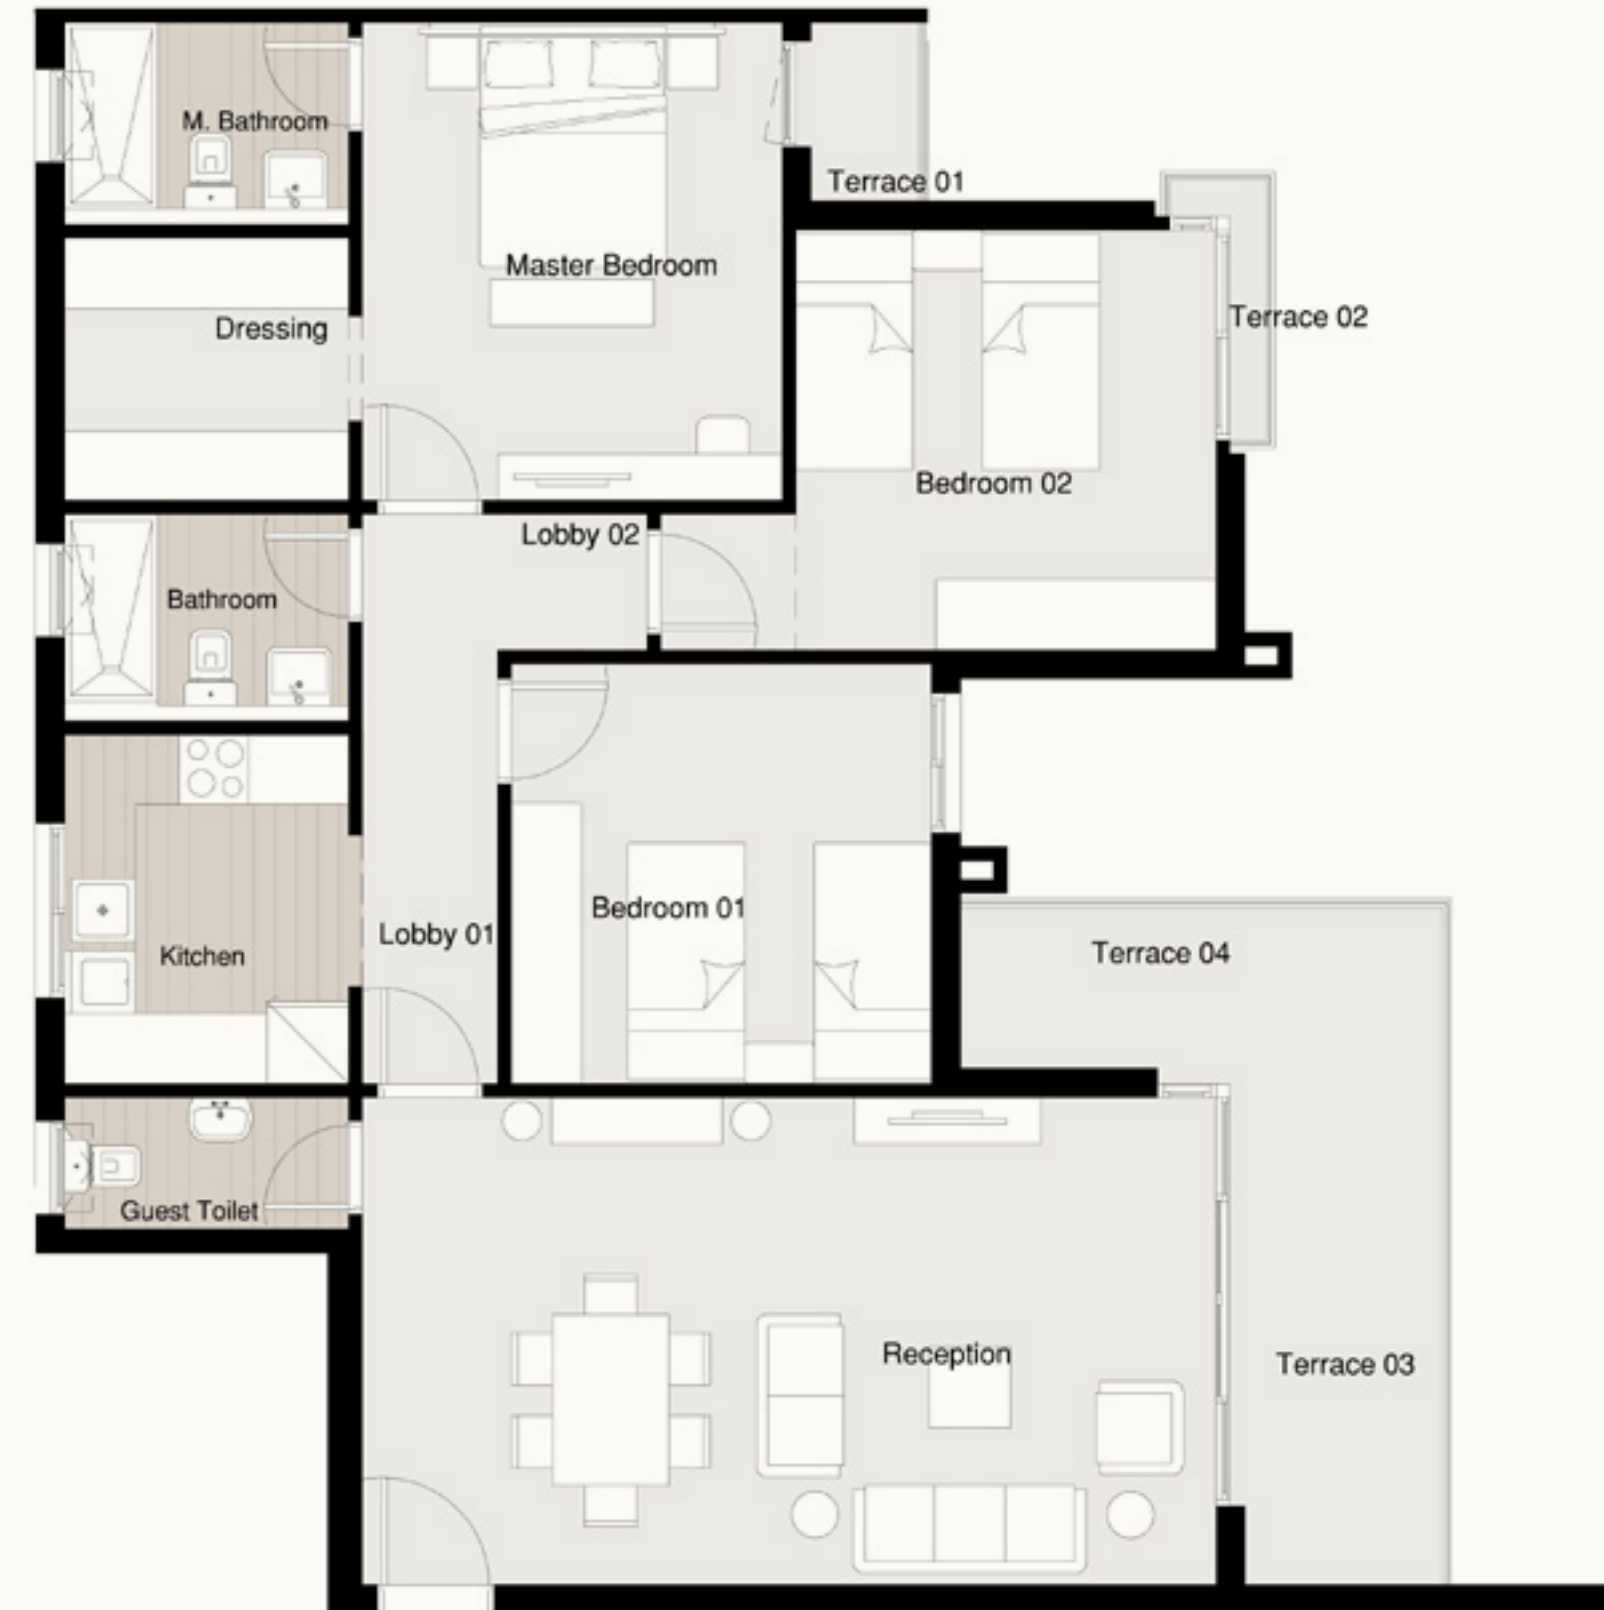 M. Bathroom
Terrace 01
Master Bedroom
Terrace 02
Dressing
Bedroom 02
Lobby 02
Bathroom
Bedroom 01
Lobby 01
Terrace 04
Kitchen
Guest Toilet
Reception
Terrace 03